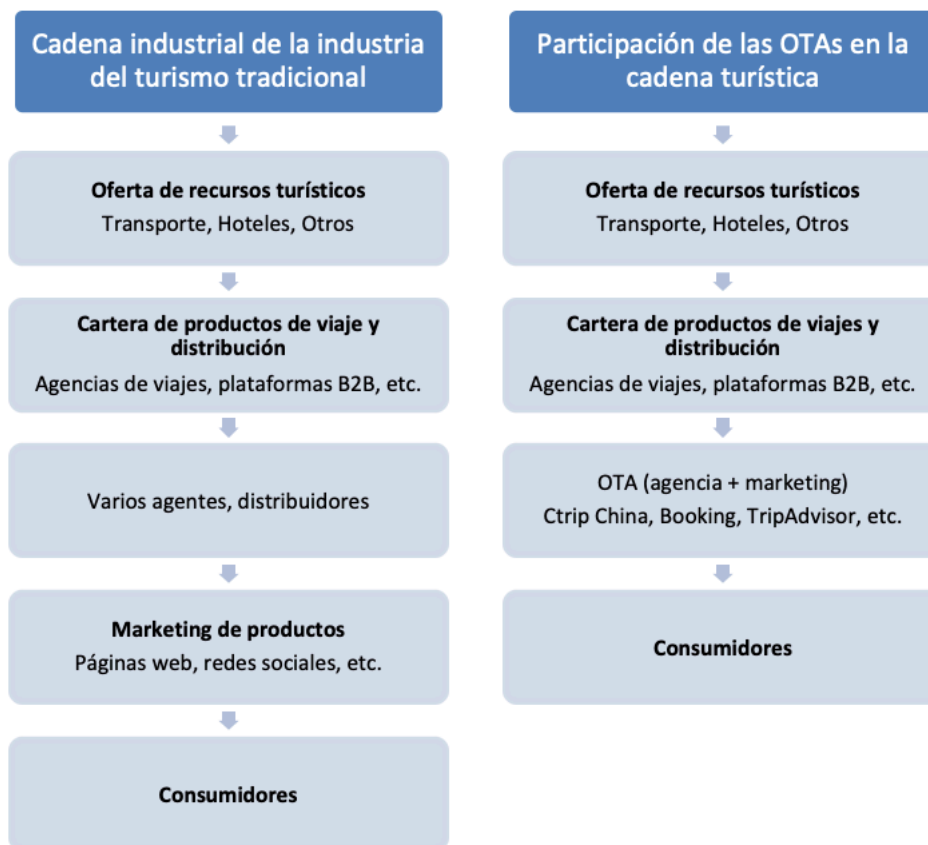 Cadena industrial de la industria
del turismo tradicional
Oferta de recursos turísticos
Transporte, Hoteles, Otros
Cartera de productos de viaje y
distribución
Agencias de viajes, plataformas B2B, etc.
Varios agentes, distribuidores
Marketing de productos
Páginas web, redes sociales, etc.
Consumidores
Participación de las OTAs en la
cadena turística
Oferta de recursos turísticos
Transporte, Hoteles, Otros
Cartera de productos de viajes y
distribución
Agencias de viajes, plataformas B2B, etc.
OTA (agencia + marketing)
Ctrip China, Booking, TripAdvisor, etc.
Consumidores